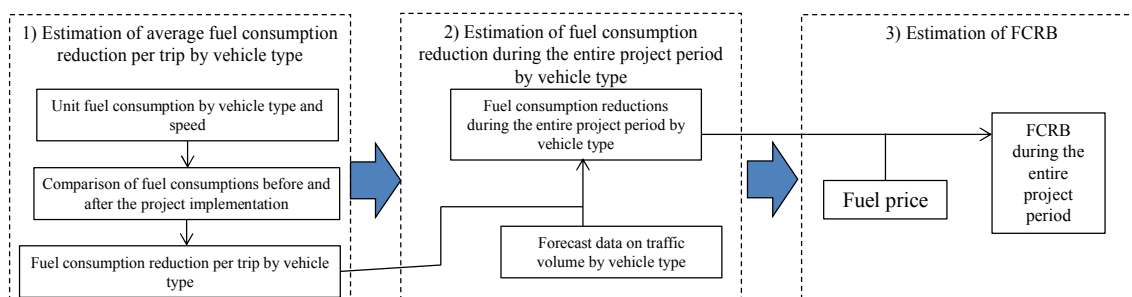 1) Estimation of average fuel consumption
reduction per trip by vehicle type
Unit fuel consumption by vehicle type and
speed
Comparison of fuel consumptions before and
after the project implementation
Fuel consumption reduction per trip by vehicle
type
2) Estimation of fuel consumption
reduction during the entire project period
by vehicle type
Fuel consumption reductions
during the entire project period by
vehicle type
Forecast data on traffic
volume by vehicle type
3) Estimation of FCRB
Fuel price
FCRB
during the
entire
project
period